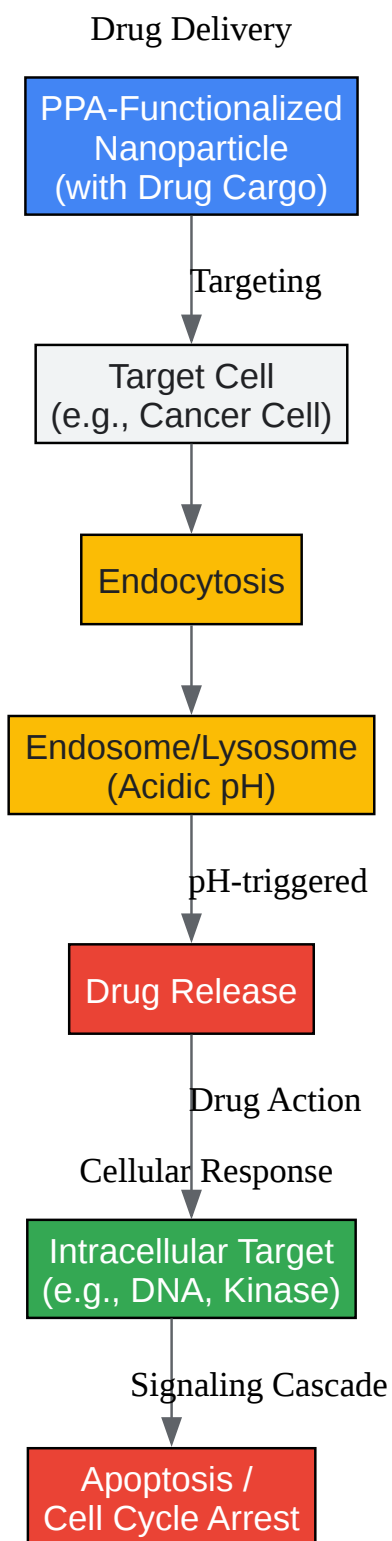 Drug Delivery
PPA-Functionalized
Nanoparticle
(with Drug Cargo)
Targeting
Target Cell
(e.g., Cancer Cell)
Endocytosis
Endosome/Lysosome
(Acidic pH)
pH-triggered
Drug Release
Drug Action
Cellular Response
Intracellular Target
(e.g., DNA, Kinase)
Signaling Cascade
Apoptosis /
Cell Cycle Arrest